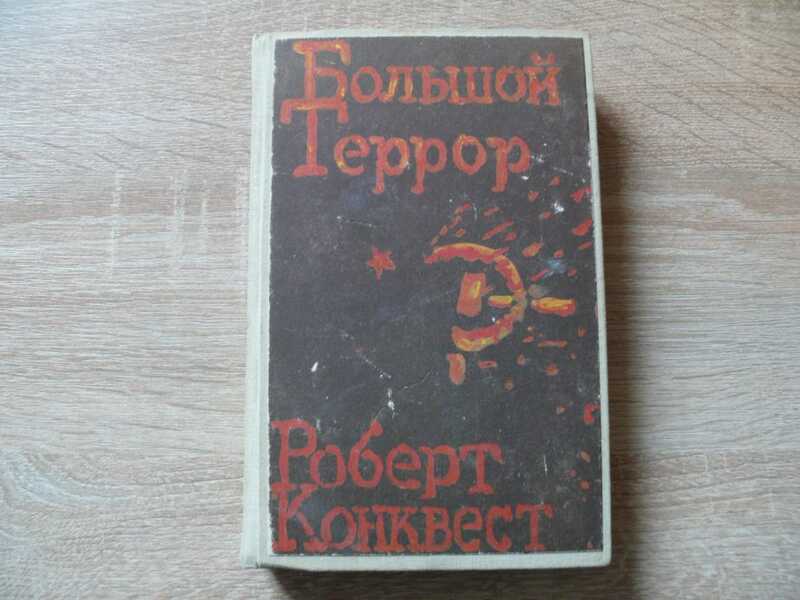 Большой
Террор
Роберт
Конквест